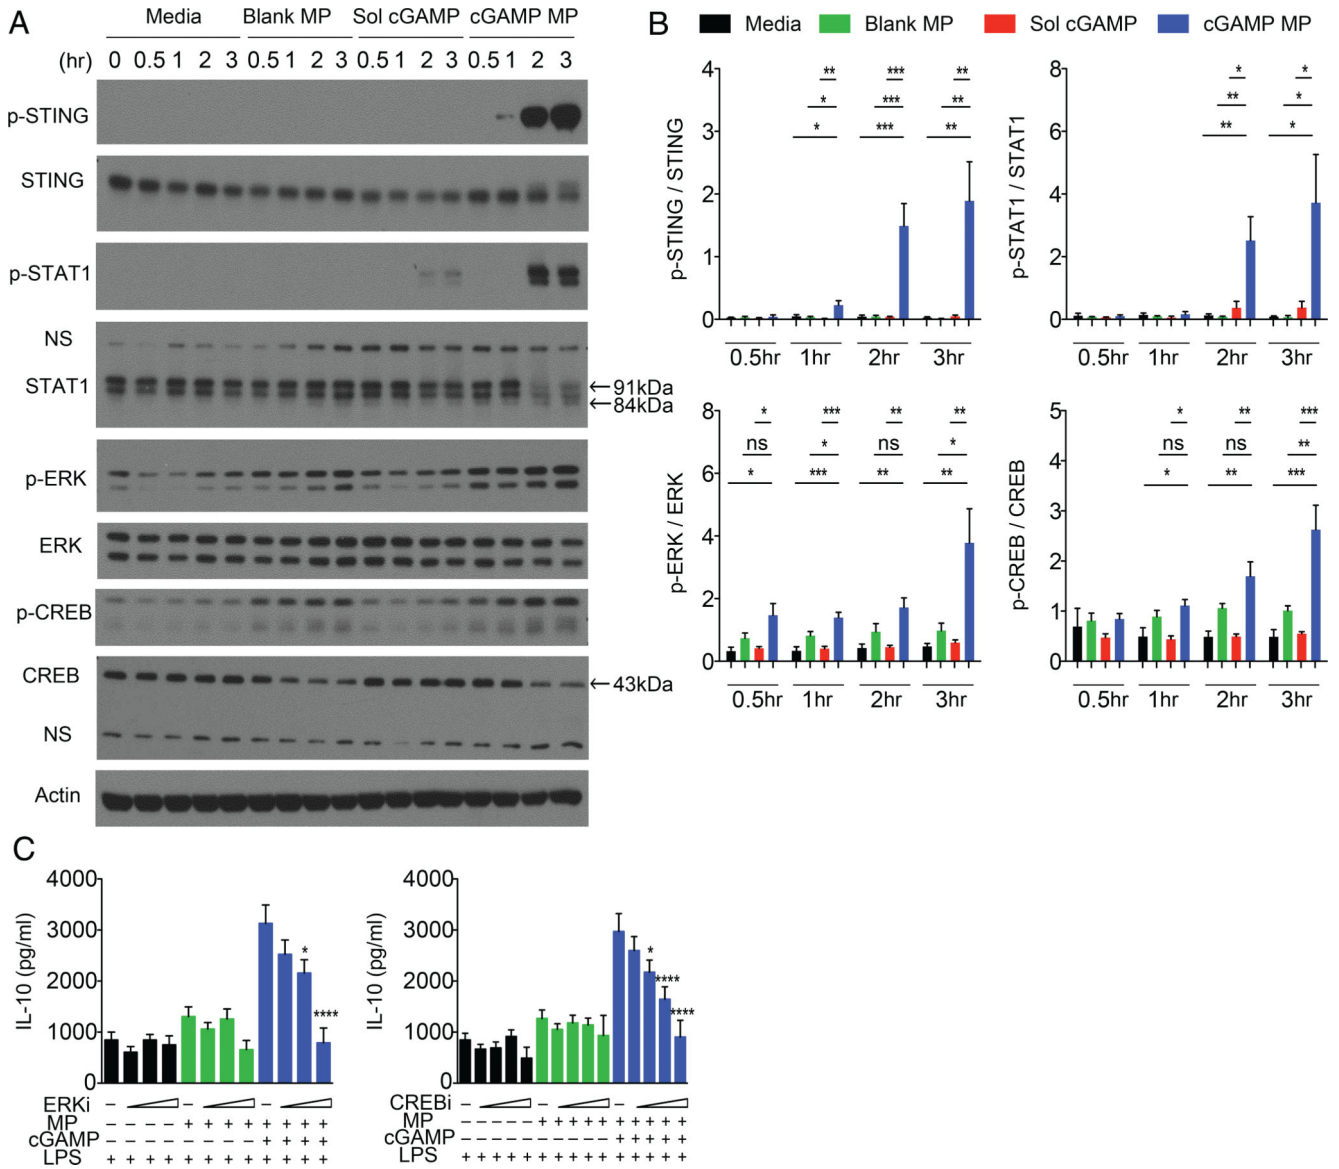 A
Media Blank MP Sol cGAMP cGAMP MP
(hr) 0 0.5 1 2 3 0.5 1 2 3 0.5 1 2 3 0.5 1 2 3
p-STING
STING
p-STAT1
NS
STAT1
←91kDa
←84kDa
p-ERK
ERK
p-CREB
CREB
←43kDa
NS
Actin
B
Media Blank MP Sol cGAMP cGAMP MP
p-STING / STING
4
3
2
1
0
** *** **
* *** **
* *** **
0.5hr 1hr 2hr 3hr
p-STAT1 / STAT1
8
6
4
2
0
* *
** *
** *
0.5hr 1hr 2hr 3hr
p-ERK / ERK
8
6
4
2
0
* *** ** **
ns * ns *
* *** ** **
0.5hr 1hr 2hr 3hr
p-CREB / CREB
5
4
3
2
1
0
* ** ***
ns ns **
* ** ***
0.5hr 1hr 2hr 3hr
C
IL-10 (pg/ml)
4000
3000
2000
1000
0
*
****
ERKi – – –
MP – – – – + + + + + + + +
cGAMP – – – – – – – – + + + +
LPS + + + + + + + + + + + +
IL-10 (pg/ml)
4000
3000
2000
1000
0
*
****
****
CREBi – – –
MP – – – – – + + + + + + + + + +
cGAMP – – – – – – – – – – + + + + +
LPS + + + + + + + + + + + + + + +